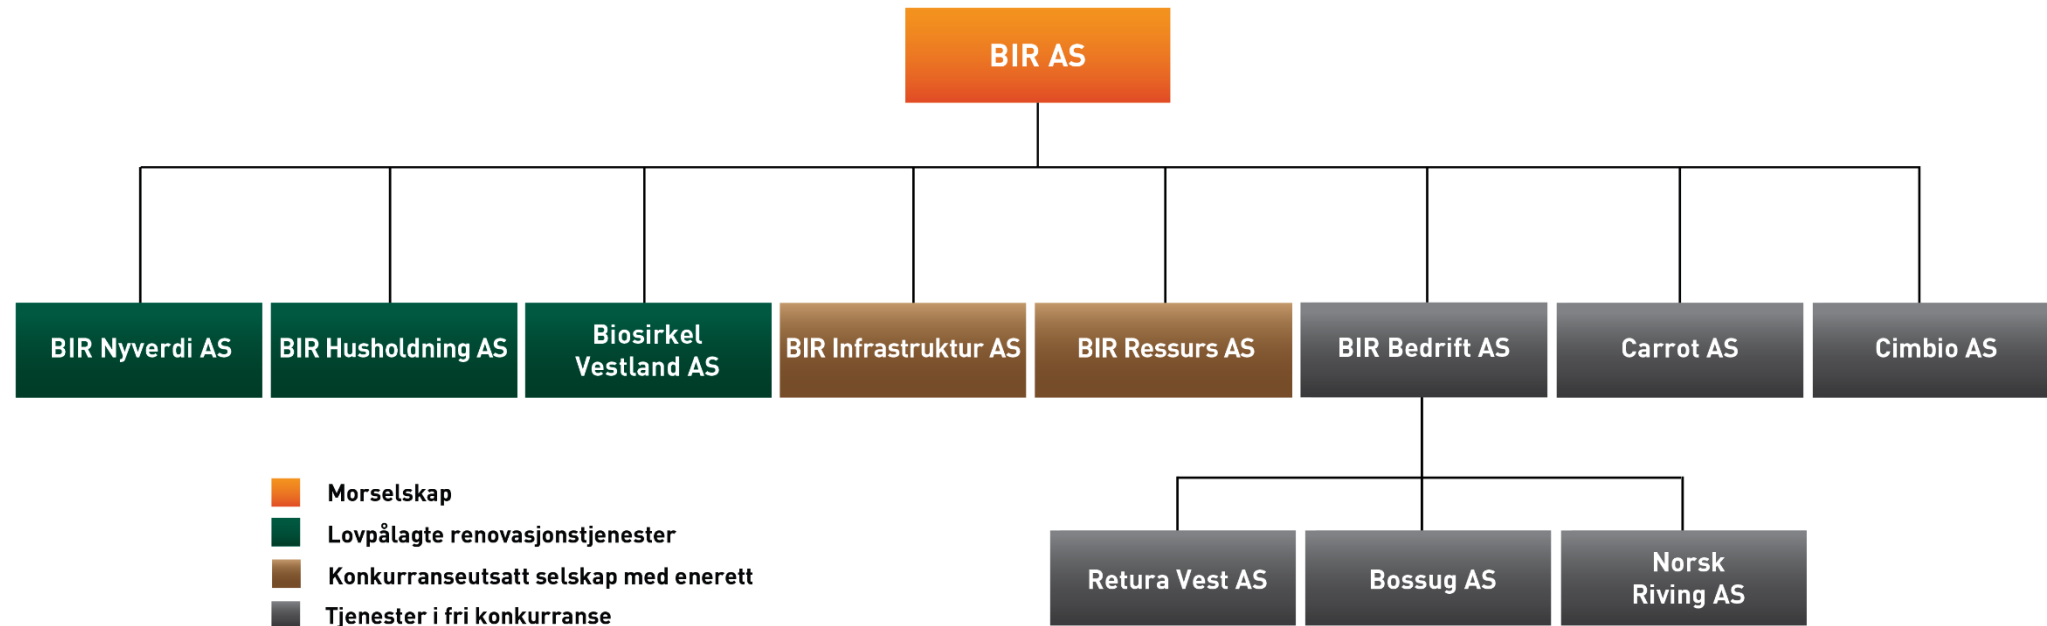 BIR AS
BIR Nyverdi AS
BIR Husholdning AS
Biosirkel
Vestland AS
BIR Infrastruktur AS
BIR Ressurs AS
BIR Bedrift AS
Carrot AS
Cimbio AS
Morselskap
Lovpålagte renovasjonstjenester
Konkurranseutsatt selskap med enerett
Tjenester i fri konkurranse
Retura Vest AS
Bossug AS
Norsk
Riving AS